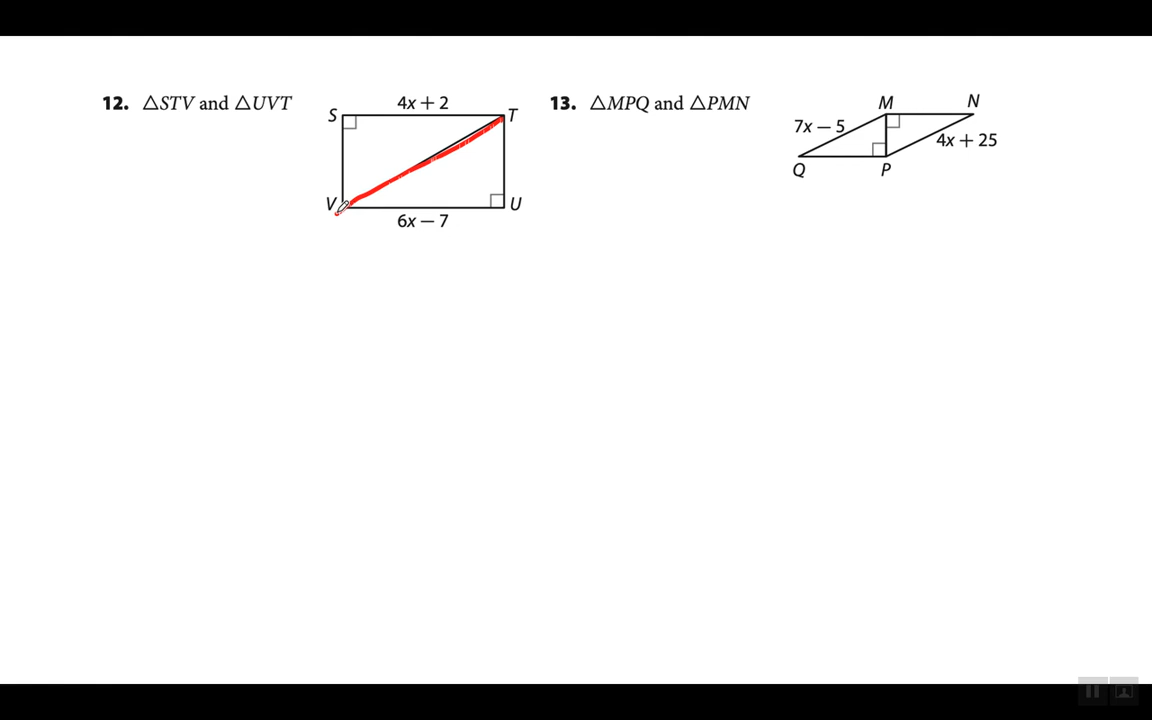 12. △STV and △UVT
S
4x + 2
T
V
U
6x – 7
13. △MPQ and △PMN
M
N
7x – 5
4x + 25
Q
P